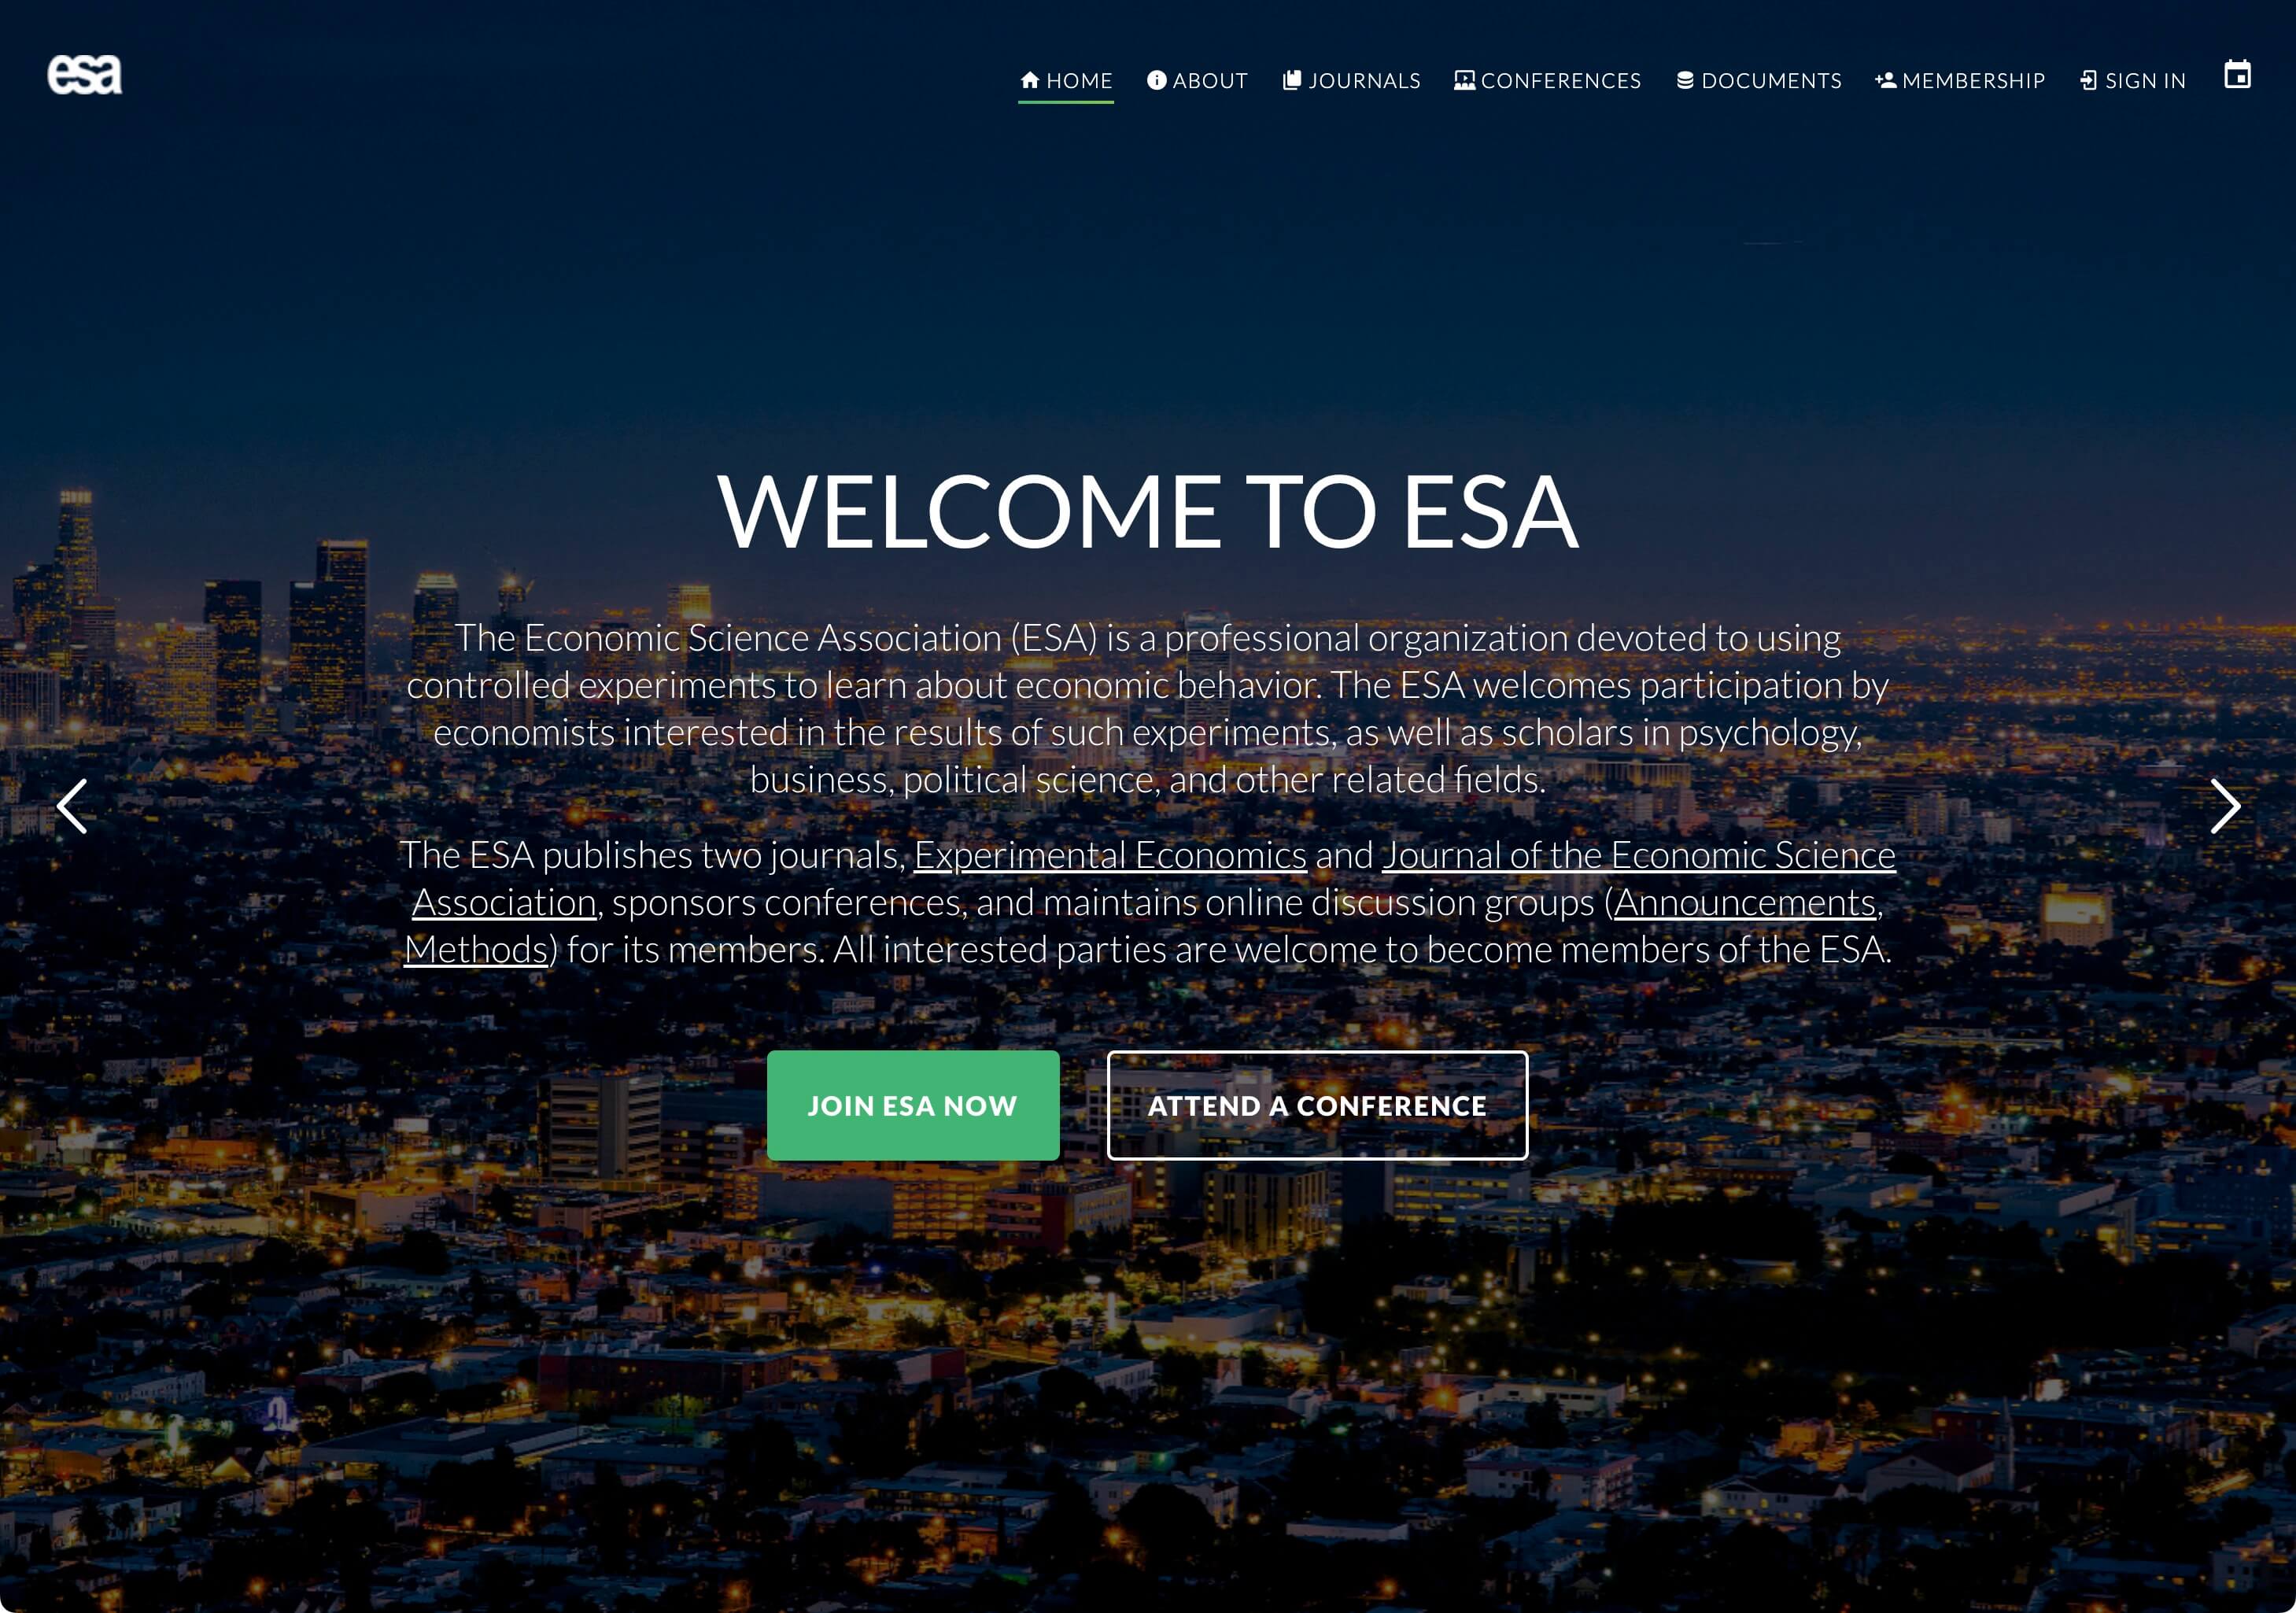 esa
HOME ABOUT JOURNALS CONFERENCES DOCUMENTS MEMBERSHIP SIGN IN
WELCOME TO ESA
The Economic Science Association (ESA) is a professional organization devoted to using
controlled experiments to learn about economic behavior. The ESA welcomes participation by
economists interested in the results of such experiments, as well as scholars in psychology,
business, political science, and other related fields.
The ESA publishes two journals, Experimental Economics and Journal of the Economic Science
Association, sponsors conferences, and maintains online discussion groups (Announcements,
Methods) for its members. All interested parties are welcome to become members of the ESA.
JOIN ESA NOW ATTEND A CONFERENCE